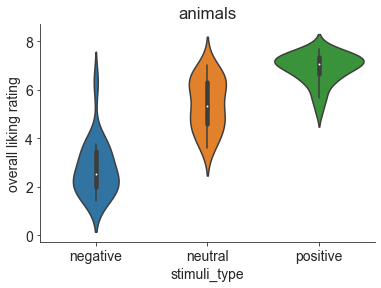 animals
overall liking rating
8
6
4
2
0
negative neutral positive
stimuli_type